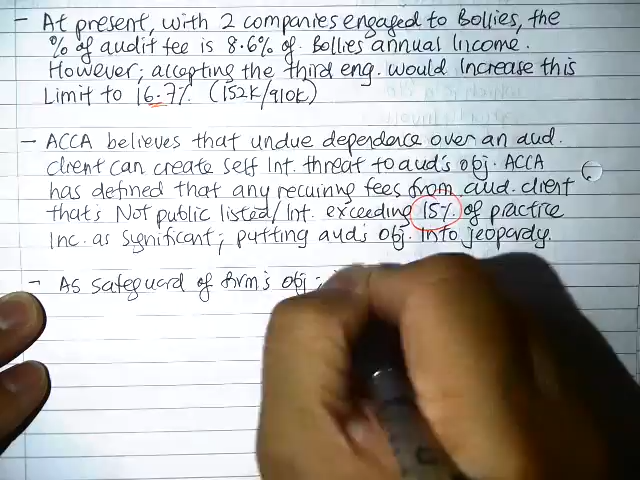 - At present, with 2 companies engaged to Bollies, the
% of audit fee is 8.6% of Bollies annual Income.
However; accepting the third eng. would increase this
Limit to 16.7% (152K/910K)
- ACCA believes that undue dependence over an aud.
client can create self Int. threat to aud's obj. ACCA
has defined that any recuring fees from aud. client
that's Not public listed/Int. exceeding 15% of practice
Inc. as significant; putting aud's obj. Into jeopardy.
- As safeguard of firm's obj;